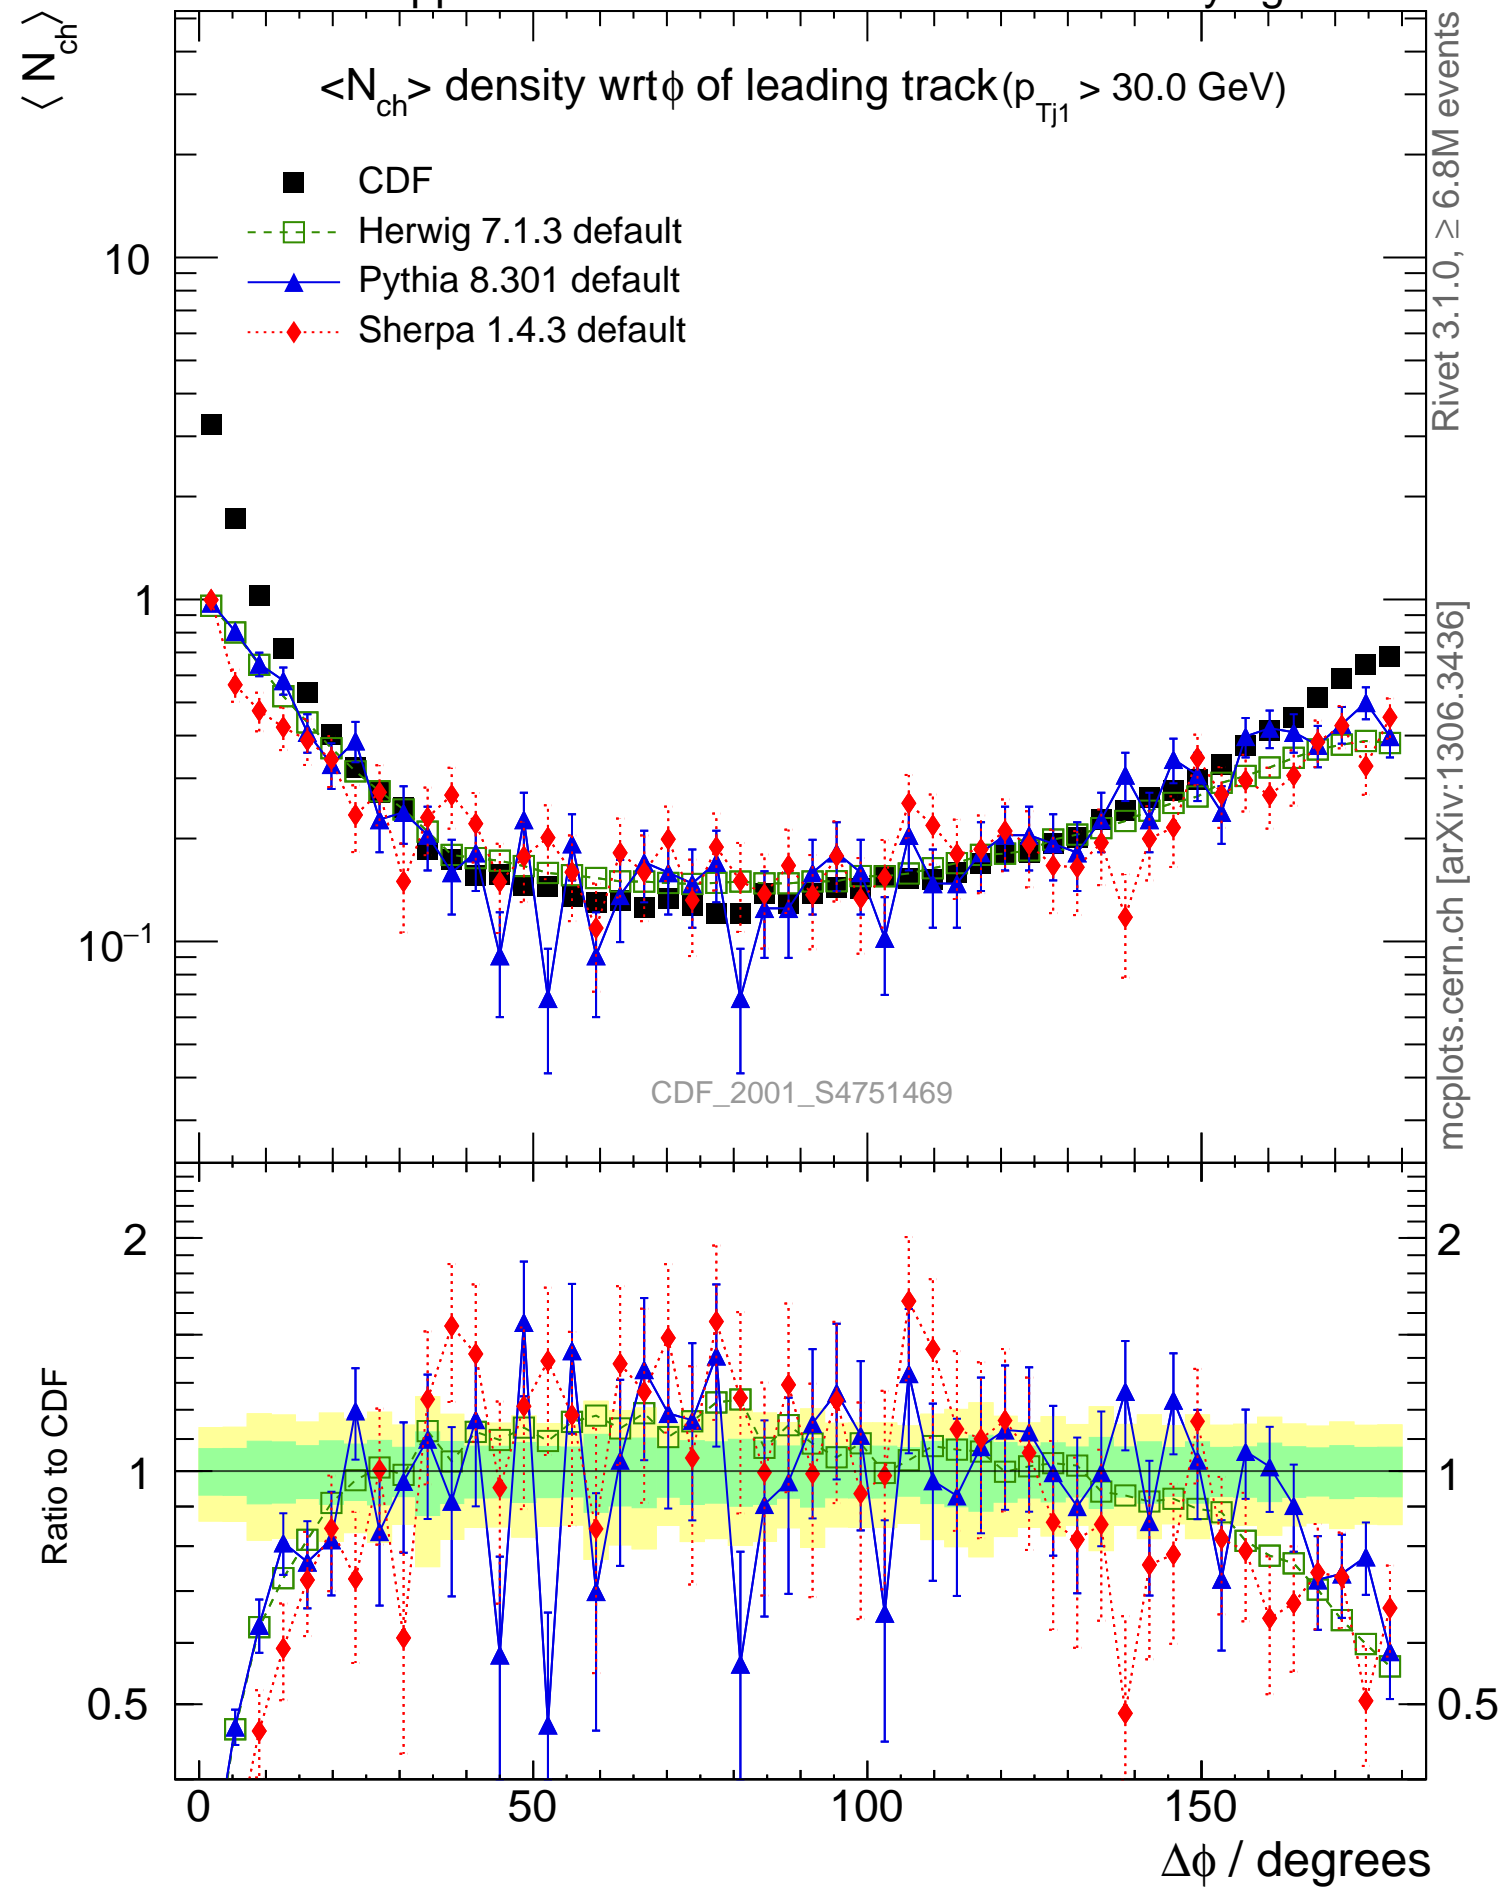 ⟨ N_ch ⟩
<N_ch> density wrt ϕ of leading track (p_Tj1 > 30.0 GeV)
CDF
Herwig 7.1.3 default
Pythia 8.301 default
Sherpa 1.4.3 default
10
1
10^−1
CDF_2001_S4751469
Rivet 3.1.0, ≥ 6.8M events
mcplots.cern.ch [arXiv:1306.3436]
Ratio to CDF
2
1
0.5
2
1
0.5
0
50
100
150
Δϕ / degrees